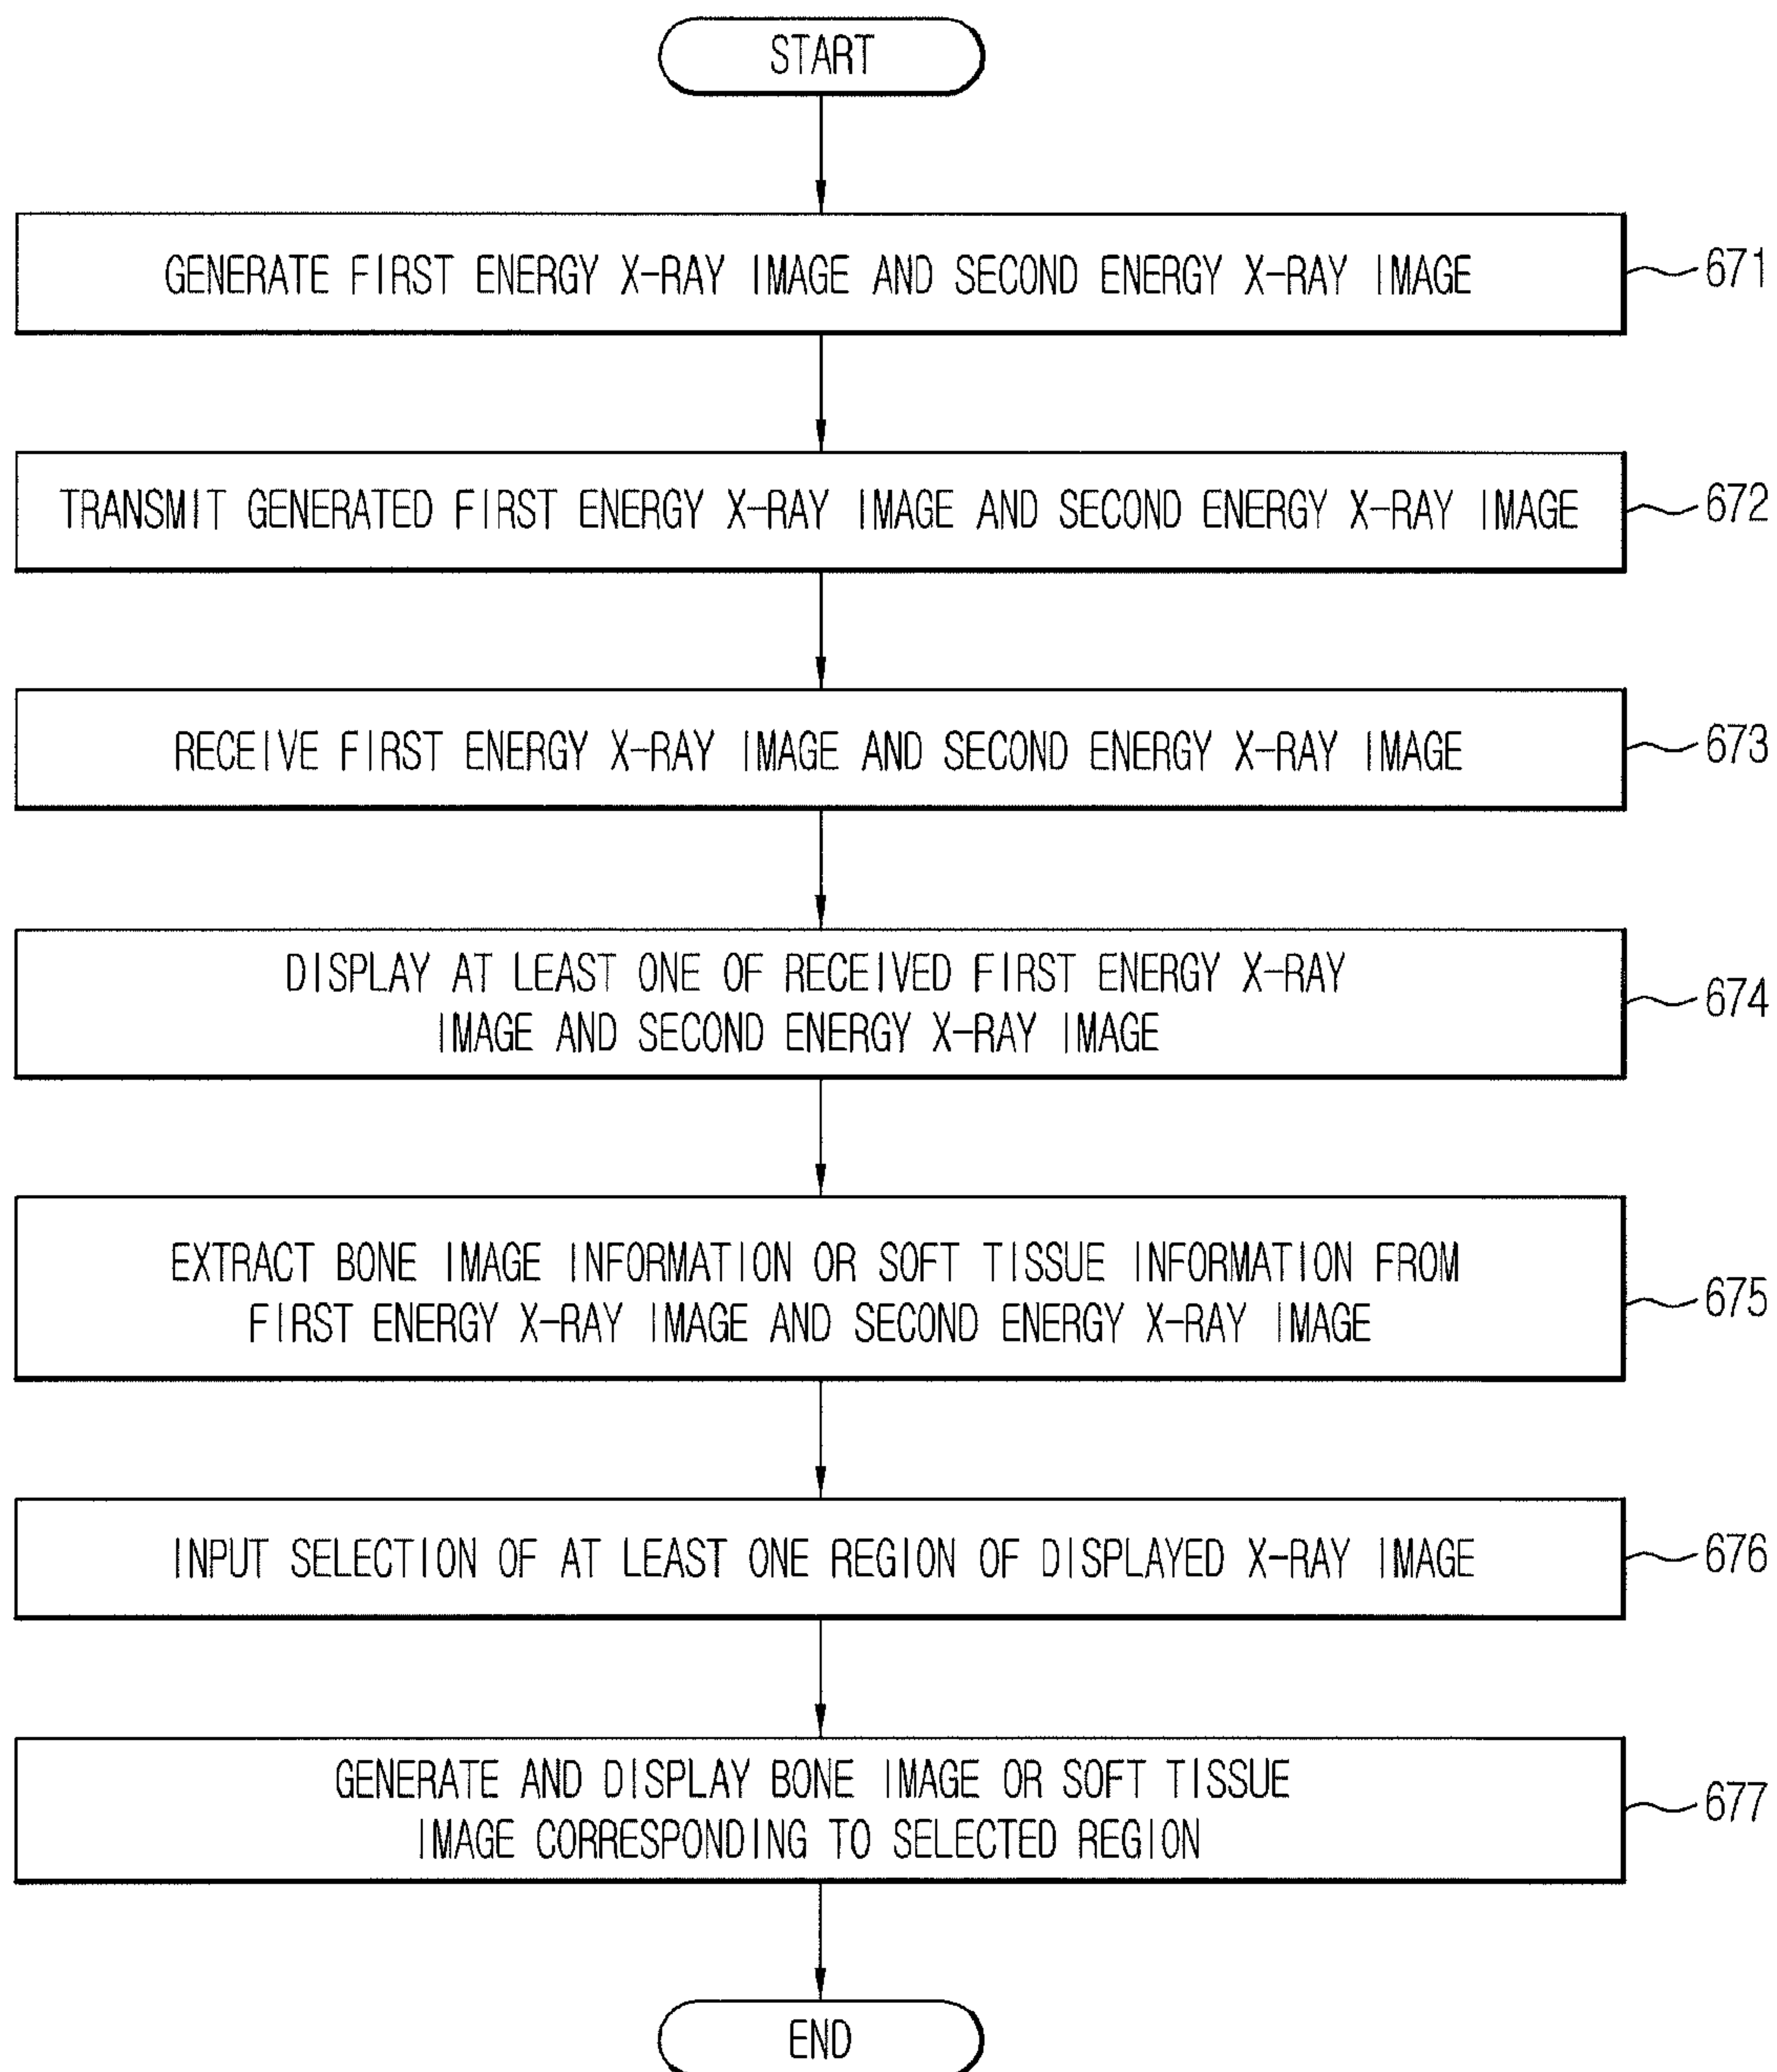 START
GENERATE FIRST ENERGY X-RAY IMAGE AND SECOND ENERGY X-RAY IMAGE
671
TRANSMIT GENERATED FIRST ENERGY X-RAY IMAGE AND SECOND ENERGY X-RAY IMAGE
672
RECEIVE FIRST ENERGY X-RAY IMAGE AND SECOND ENERGY X-RAY IMAGE
673
DISPLAY AT LEAST ONE OF RECEIVED FIRST ENERGY X-RAY
IMAGE AND SECOND ENERGY X-RAY IMAGE
674
EXTRACT BONE IMAGE INFORMATION OR SOFT TISSUE INFORMATION FROM
FIRST ENERGY X-RAY IMAGE AND SECOND ENERGY X-RAY IMAGE
675
INPUT SELECTION OF AT LEAST ONE REGION OF DISPLAYED X-RAY IMAGE
676
GENERATE AND DISPLAY BONE IMAGE OR SOFT TISSUE
IMAGE CORRESPONDING TO SELECTED REGION
677
END